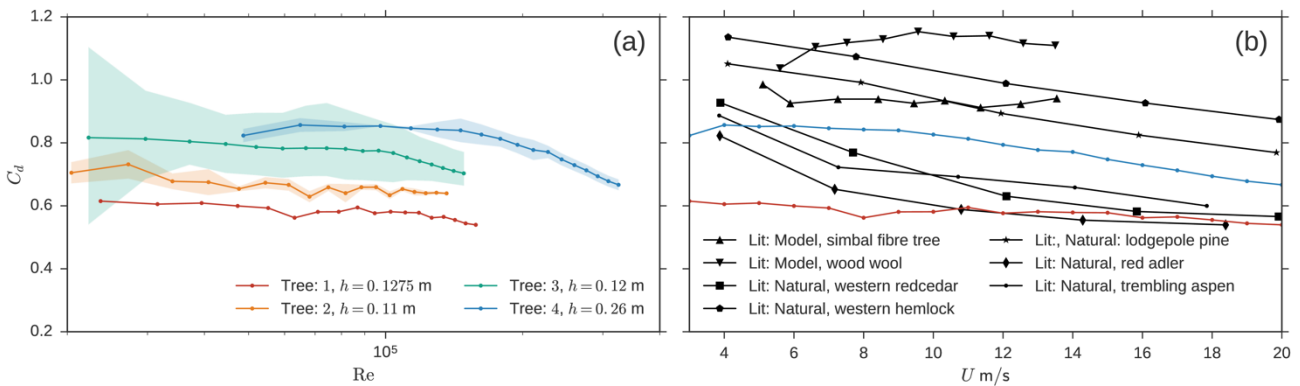 1.2
1.0
0.8
0.6
0.4
0.2
C_d
(a)
Tree: 1, h = 0.1275 m
Tree: 2, h = 0.11 m
Tree: 3, h = 0.12 m
Tree: 4, h = 0.26 m
10⁵
Re
(b)
Lit: Model, simbal fibre tree
Lit: Model, wood wool
Lit: Natural, western redcedar
Lit: Natural, western hemlock
Lit:, Natural: lodgepole pine
Lit: Natural, red adler
Lit: Natural, trembling aspen
4 6 8 10 12 14 16 18 20
U m/s